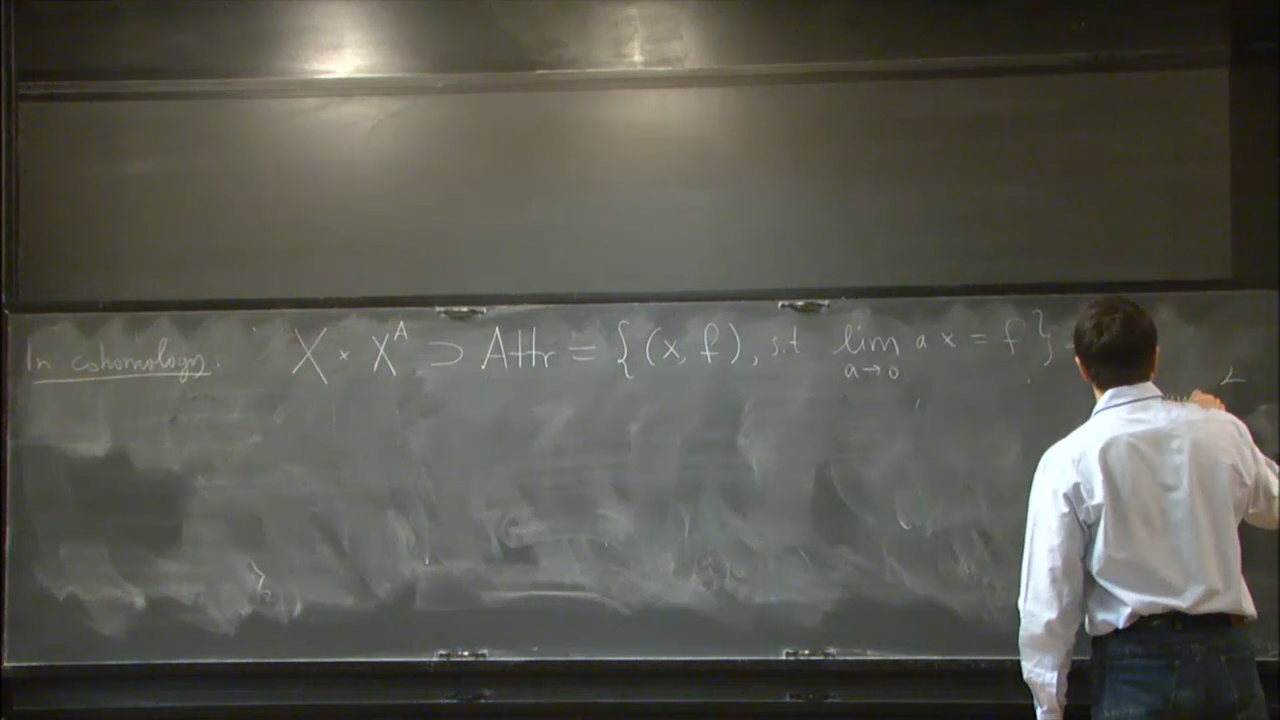 In cohomology: X × X^A ⊃ Attr = {(x, f), s.t lim_{a→0} a x = f}